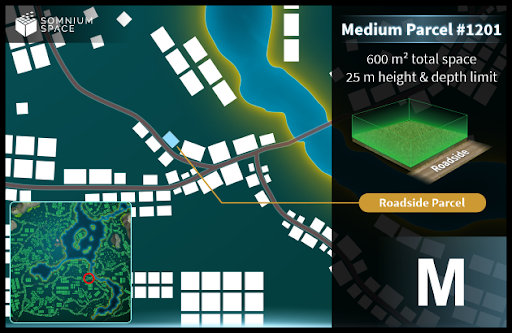 SOMNIUM
SPACE
Medium Parcel #1201
600 m² total space
25 m height & depth limit
Roadside
Roadside Parcel
M